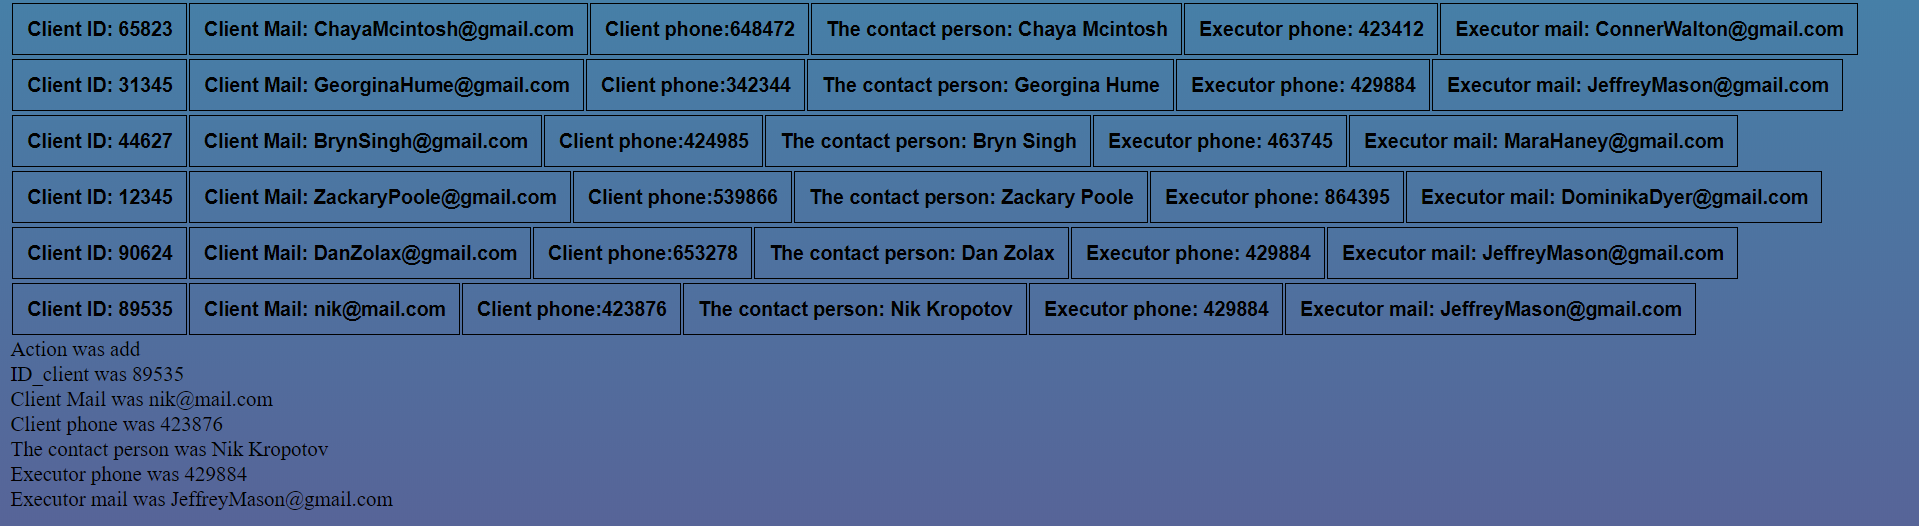 Client ID: 65823 Client Mail: ChayaMcintosh@gmail.com Client phone:648472 The contact person: Chaya Mcintosh Executor phone: 423412 Executor mail: ConnerWalton@gmail.com
Client ID: 31345 Client Mail: GeorginaHume@gmail.com Client phone:342344 The contact person: Georgina Hume Executor phone: 429884 Executor mail: JeffreyMason@gmail.com
Client ID: 44627 Client Mail: BrynSingh@gmail.com Client phone:424985 The contact person: Bryn Singh Executor phone: 463745 Executor mail: MaraHaney@gmail.com
Client ID: 12345 Client Mail: ZackaryPoole@gmail.com Client phone:539866 The contact person: Zackary Poole Executor phone: 864395 Executor mail: DominikaDyer@gmail.com
Client ID: 90624 Client Mail: DanZolax@gmail.com Client phone:653278 The contact person: Dan Zolax Executor phone: 429884 Executor mail: JeffreyMason@gmail.com
Client ID: 89535 Client Mail: nik@mail.com Client phone:423876 The contact person: Nik Kropotov Executor phone: 429884 Executor mail: JeffreyMason@gmail.com
Action was add
ID_client was 89535
Client Mail was nik@mail.com
Client phone was 423876
The contact person was Nik Kropotov
Executor phone was 429884
Executor mail was JeffreyMason@gmail.com